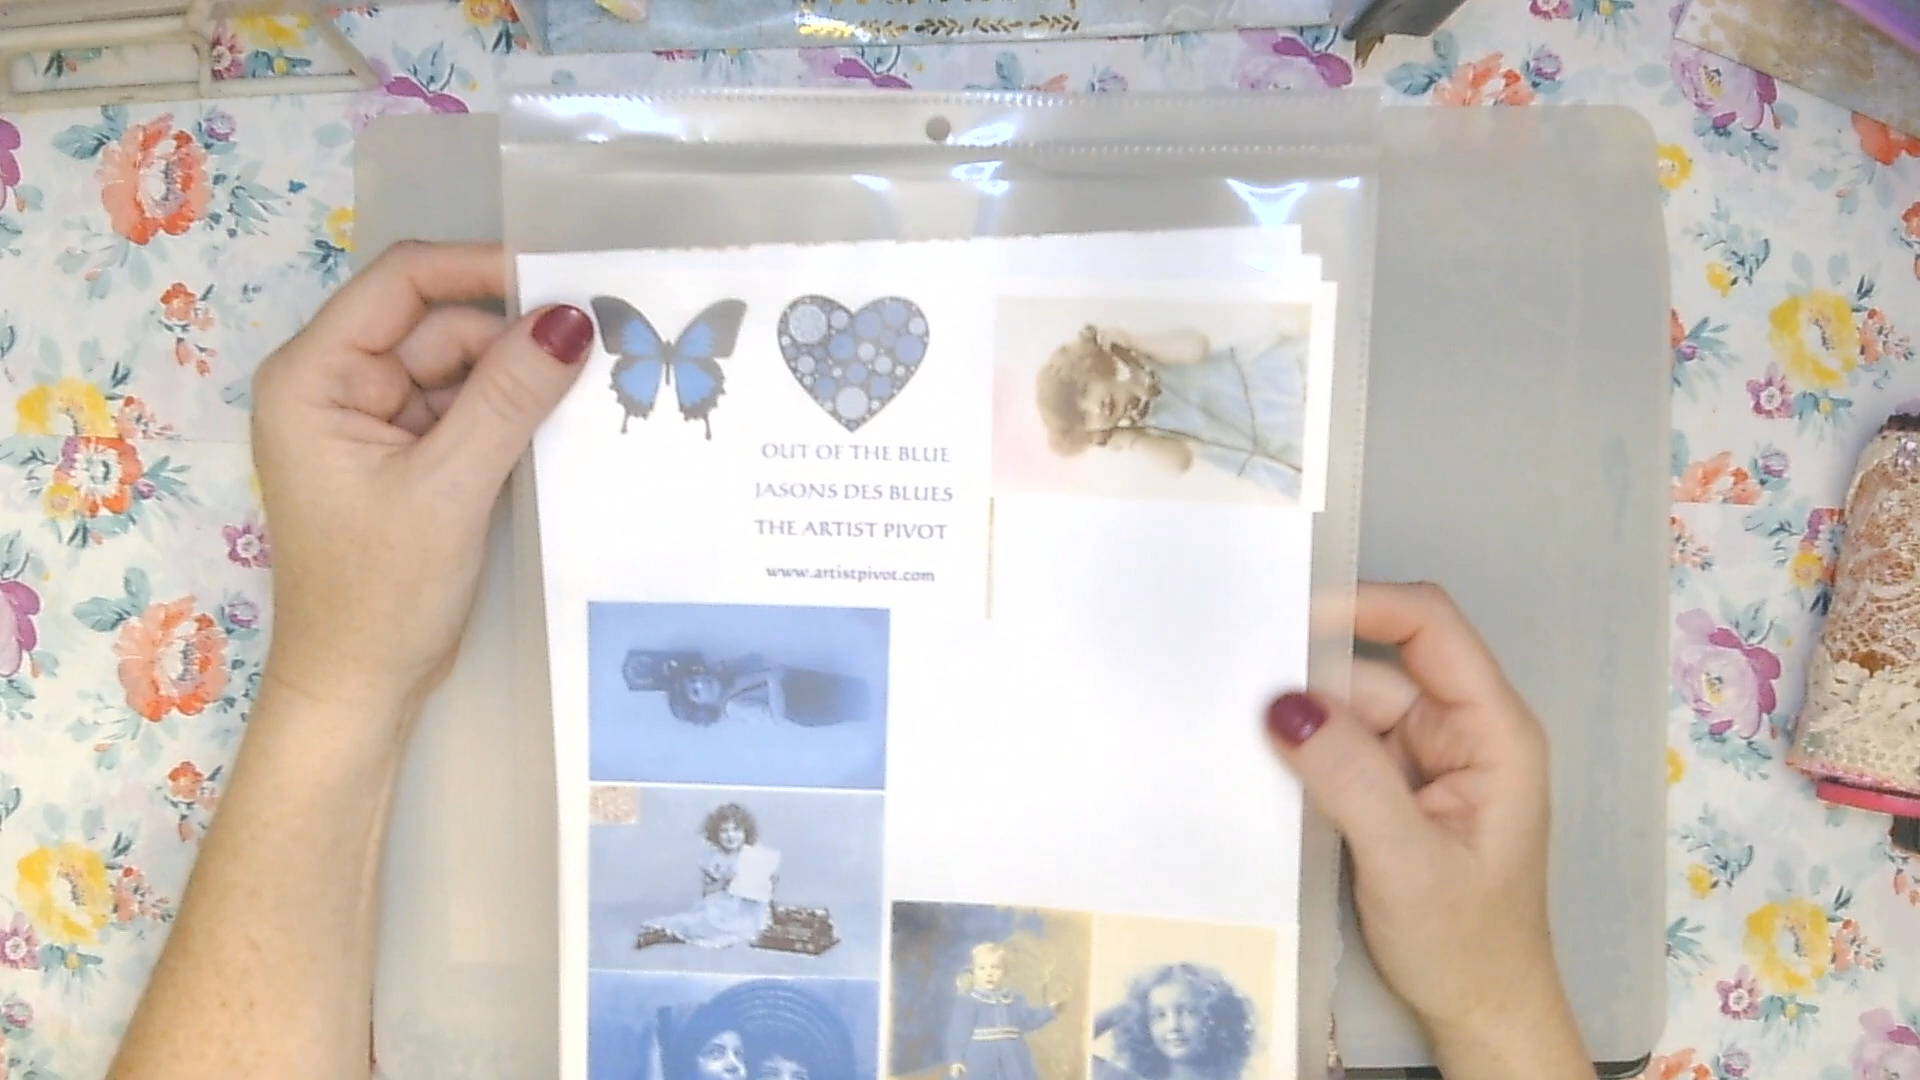 OUT OF THE BLUE
JASONS DES BLUES
THE ARTIST PIVOT
www.artistpivot.com